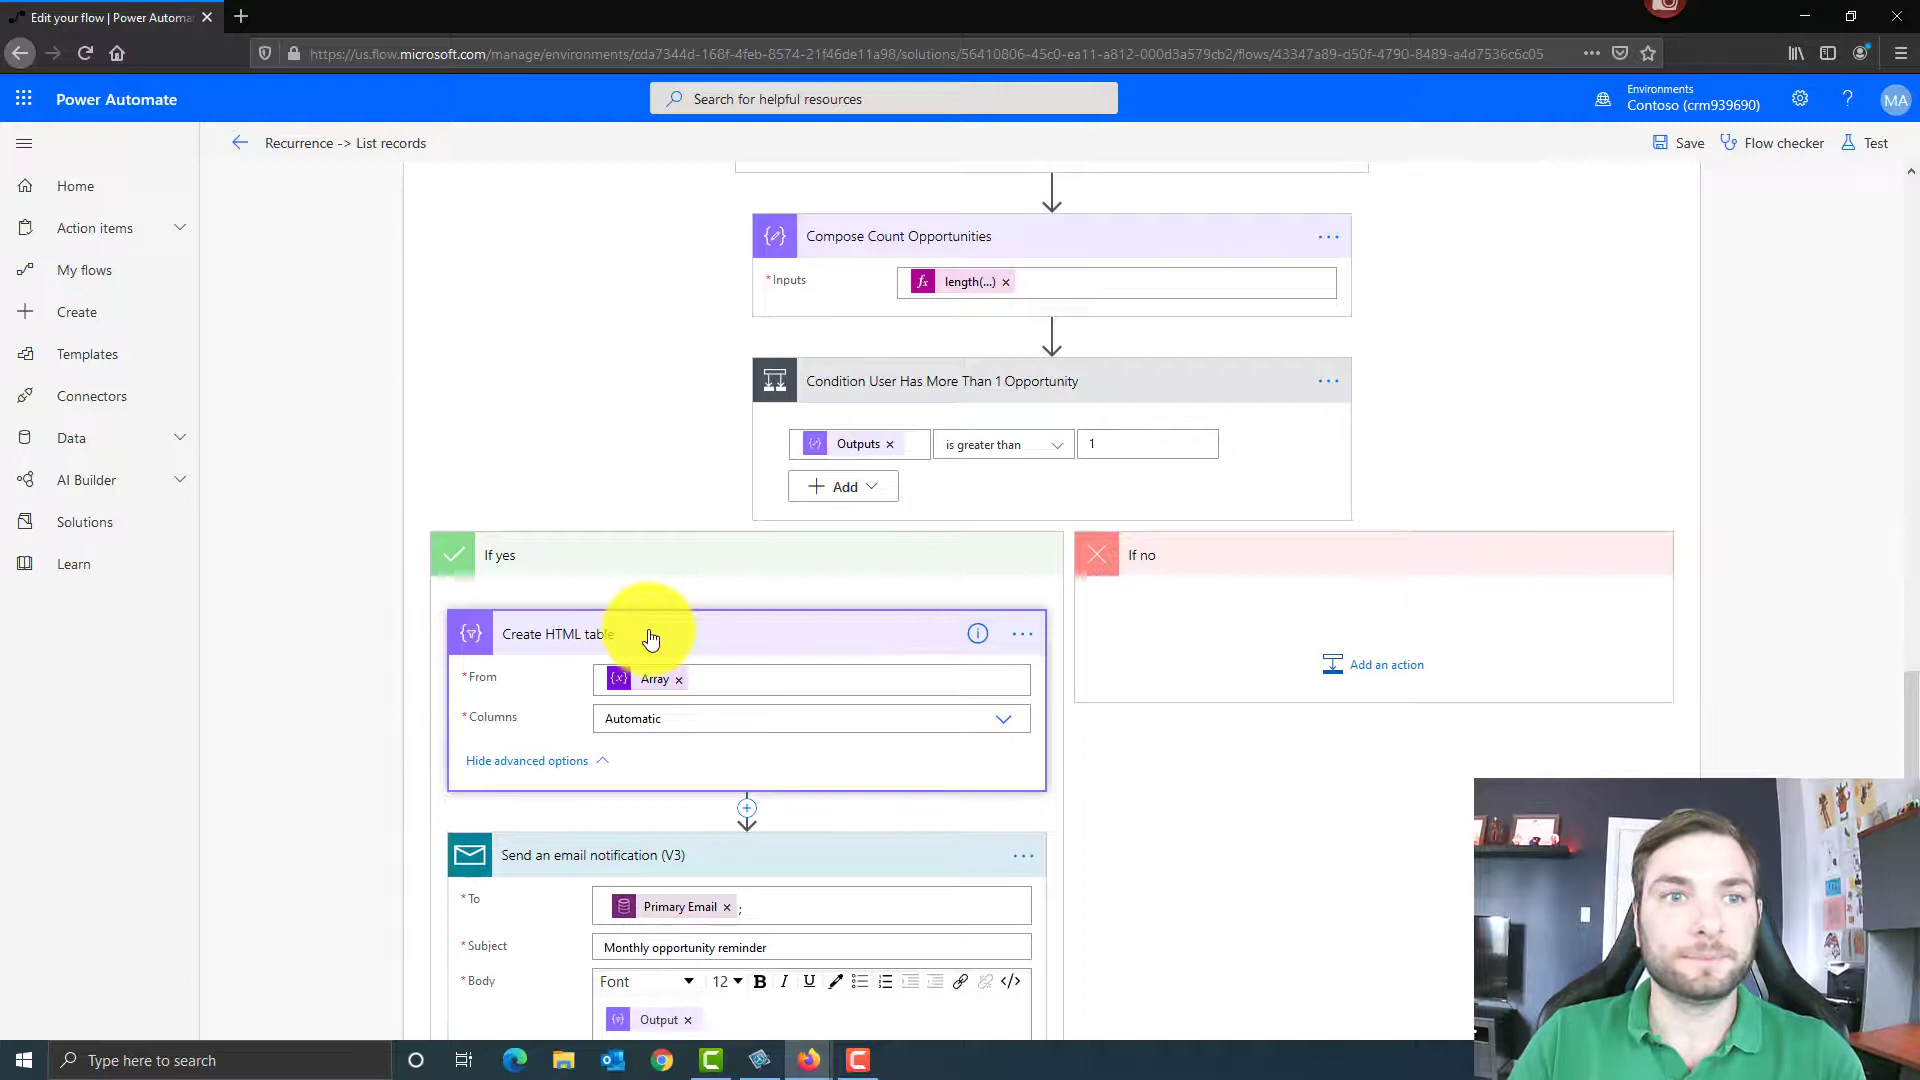 Edit your flow | Power Automa
https://us.flow.microsoft.com/manage/environments/cda7344d-168f-4feb-8574-21f46de11a98/solutions/56410806-45c0-ea11-a812-000d3a579cb2/flows/43347a89-d50f-4790-8489-a4d7536c6c05
Power Automate
Search for helpful resources
Environments
Contoso (crm939690)
MA
Recurrence -> List records
Save
Flow checker
Test
Home
Action items
My flows
Create
Templates
Connectors
Data
AI Builder
Solutions
Learn
Compose Count Opportunities
* Inputs
fx length(...) ×
Condition User Has More Than 1 Opportunity
Outputs ×
is greater than
1
+ Add
If yes
If no
Create HTML table
* From
Array ×
* Columns
Automatic
Hide advanced options
Add an action
Send an email notification (V3)
* To
Primary Email × ;
* Subject
Monthly opportunity reminder
* Body
Font 12 B I U </>
Output ×
Type here to search